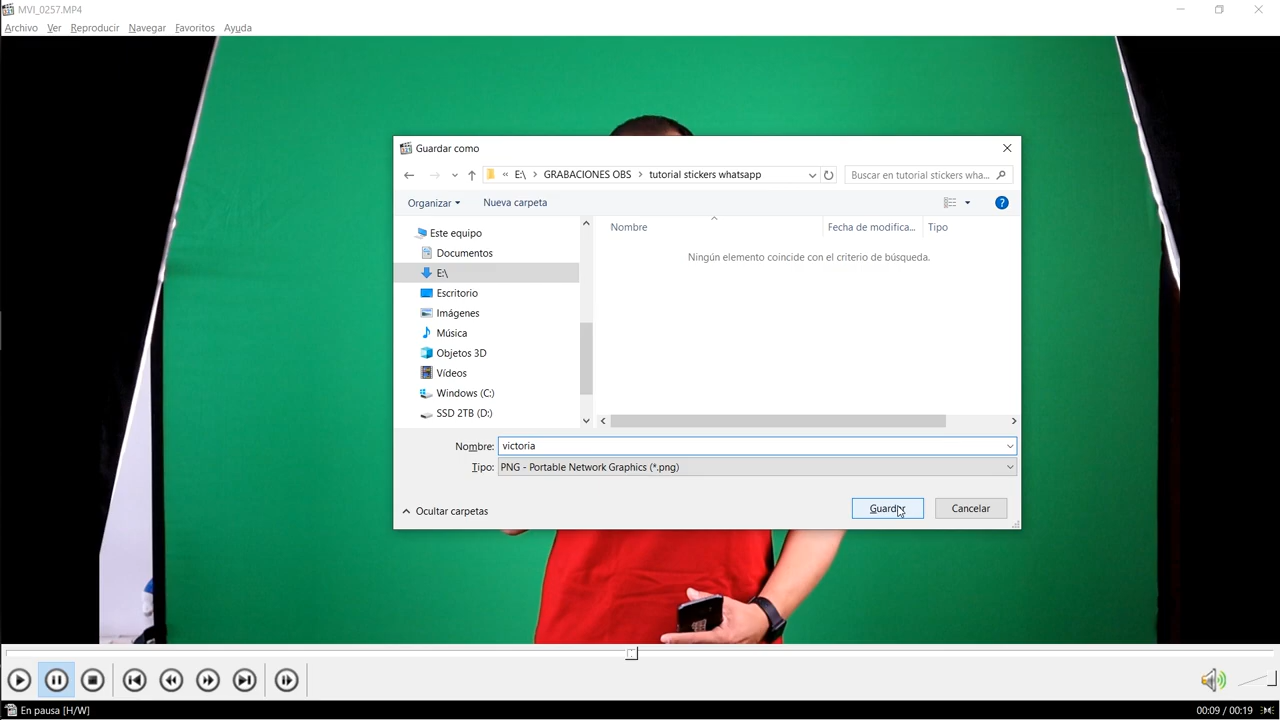 MVI_0257.MP4
Archivo Ver Reproducir Navegar Favoritos Ayuda
Guardar como
« E:\ > GRABACIONES OBS > tutorial stickers whatsapp
Buscar en tutorial stickers wha...
Organizar
Nueva carpeta
Este equipo
Documentos
E:\
Escritorio
Imágenes
Música
Objetos 3D
Vídeos
Windows (C:)
SSD 2TB (D:)
Nombre
Fecha de modifica...
Tipo
Ningún elemento coincide con el criterio de búsqueda.
Nombre: victoria
Tipo: PNG - Portable Network Graphics (*.png)
Ocultar carpetas
Guardar
Cancelar
En pausa [H/W]
00:09 / 00:19